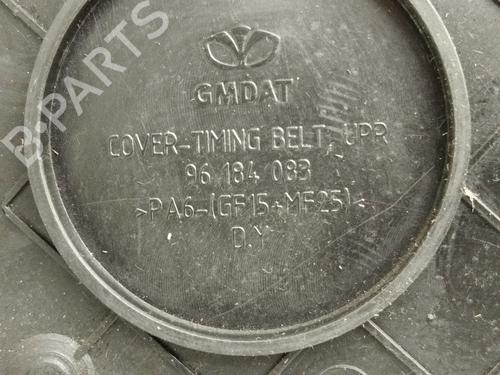 B-PARTS
GMDAT
COVER-TIMING BELT, UPR
96 184 083
>PA6-(GF15+MF25)<
D.Y